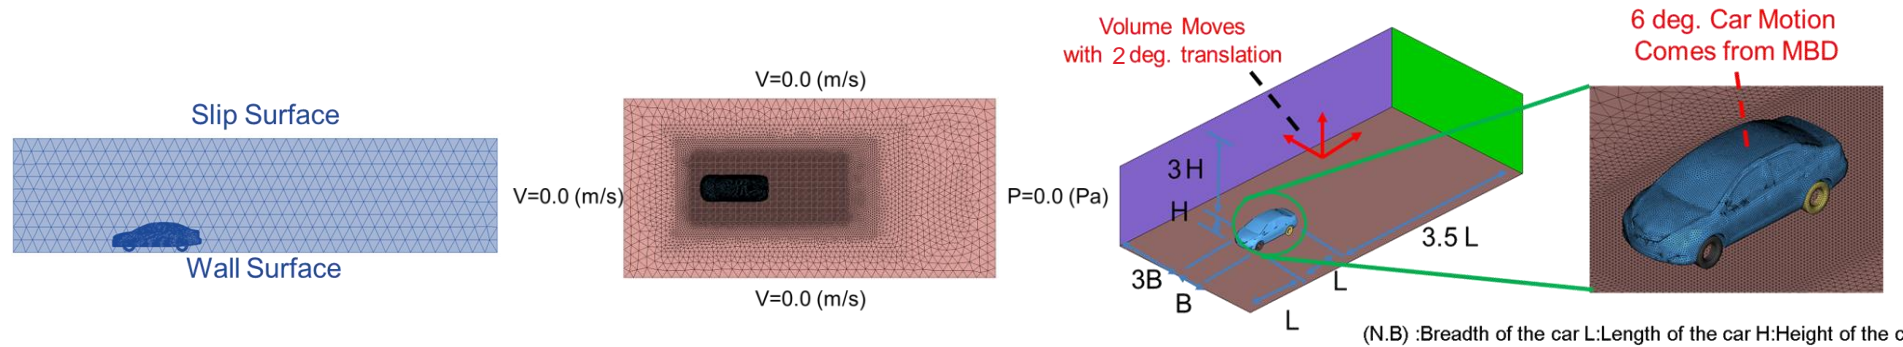 Slip Surface
Wall Surface
V=0.0 (m/s)
V=0.0 (m/s)
P=0.0 (Pa)
V=0.0 (m/s)
Volume Moves
with 2 deg. translation
3H
H
3B
B
L
L
3.5 L
6 deg. Car Motion
Comes from MBD
(N.B) :Breadth of the car L:Length of the car H:Height of the c